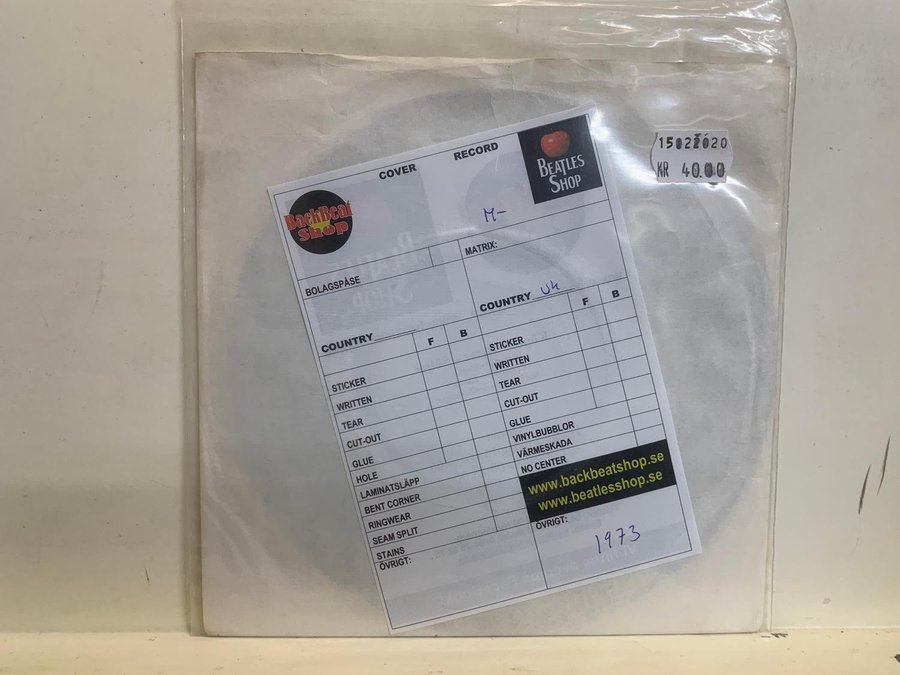 15022020
KR 40.00
COVER
RECORD
BEATLES
SHOP
BackBeat
Shop
M-
BOLAGSPÅSE
MATRIX:
COUNTRY
F B
COUNTRY Uk
F B
STICKER
WRITTEN
TEAR
CUT-OUT
GLUE
HOLE
LAMINATSLÄPP
BENT CORNER
RINGWEAR
SEAM SPLIT
STAINS
ÖVRIGT:
STICKER
WRITTEN
TEAR
CUT-OUT
GLUE
VINYLBUBBLOR
VÄRMESKADA
NO CENTER
www.backbeatshop.se
www.beatlesshop.se
ÖVRIGT:
1973